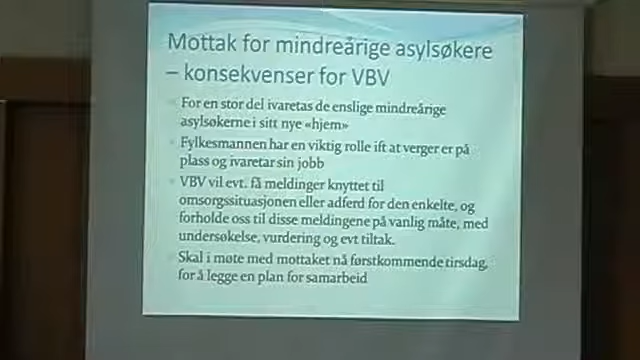 Mottak for mindreårige asylsøkere
– konsekvenser for VBV
For en stor del ivaretas de enslige mindreårige
asylsøkerne i sitt nye «hjem»
Fylkesmannen har en viktig rolle ift at verger er på
plass og ivaretar sin jobb
VBV vil evt. få meldinger knyttet til
omsorgssituasjonen eller adferd for den enkelte, og
forholde oss til disse meldingene på vanlig måte, med
undersøkelse, vurdering og evt tiltak.
Skal i møte med mottaket nå førstkommende tirsdag,
for å legge en plan for samarbeid